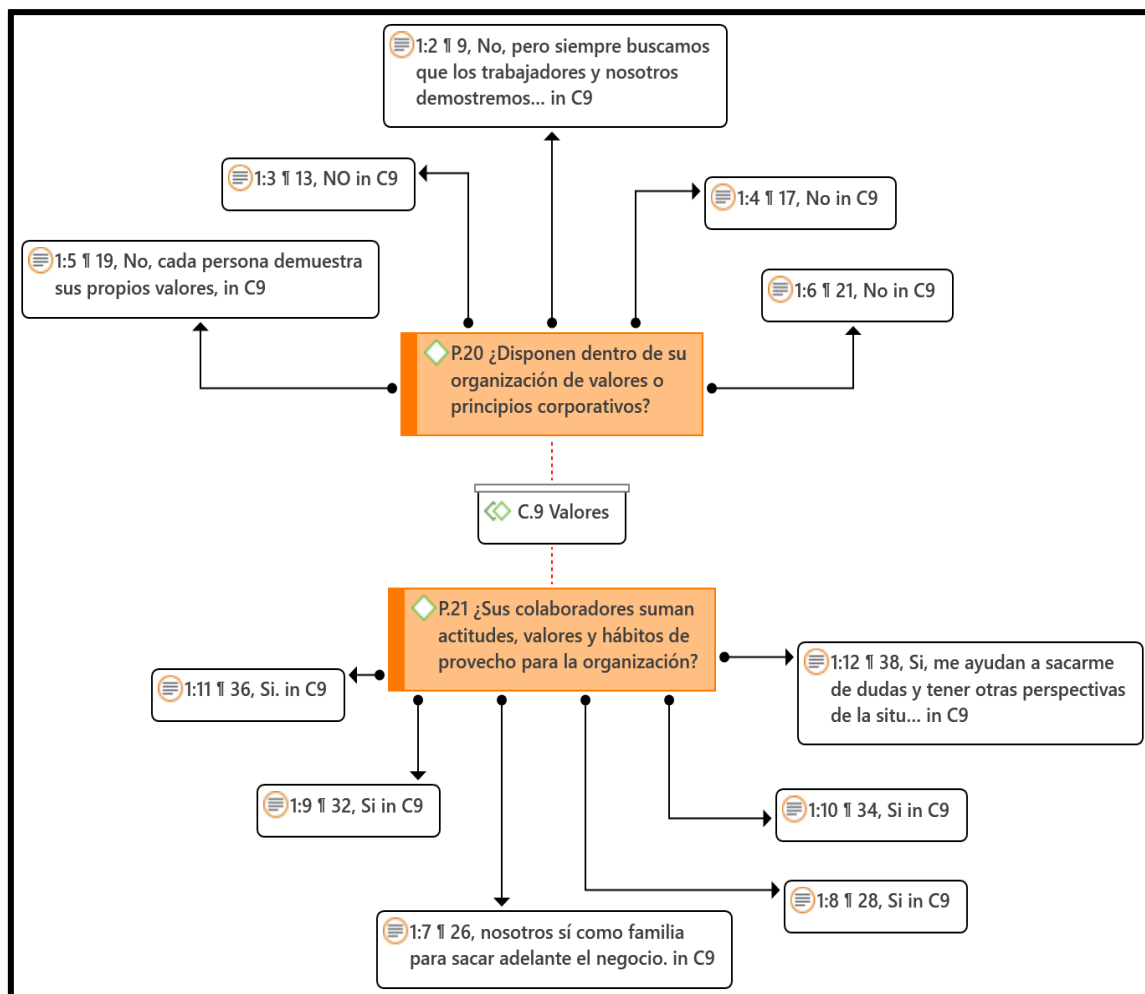 1:2 ¶ 9, No, pero siempre buscamos
que los trabajadores y nosotros
demostremos... in C9
1:3 ¶ 13, NO in C9
1:4 ¶ 17, No in C9
1:5 ¶ 19, No, cada persona demuestra
sus propios valores, in C9
1:6 ¶ 21, No in C9
P.20 ¿Disponen dentro de su
organización de valores o
principios corporativos?
C.9 Valores
P.21 ¿Sus colaboradores suman
actitudes, valores y hábitos de
provecho para la organización?
1:12 ¶ 38, Si, me ayudan a sacarme
de dudas y tener otras perspectivas
de la situ... in C9
1:11 ¶ 36, Si. in C9
1:9 ¶ 32, Si in C9
1:10 ¶ 34, Si in C9
1:8 ¶ 28, Si in C9
1:7 ¶ 26, nosotros sí como familia
para sacar adelante el negocio. in C9